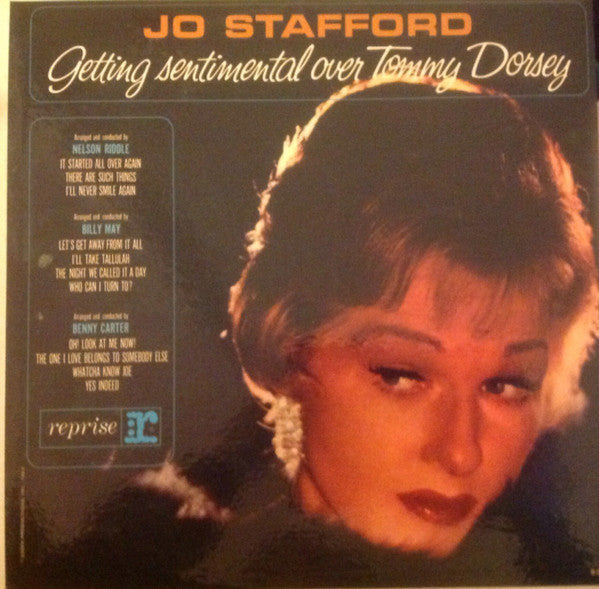 JO STAFFORD
Getting sentimental over Tommy Dorsey
Arranged and conducted by
NELSON RIDDLE
IT STARTED ALL OVER AGAIN
THERE ARE SUCH THINGS
I'LL NEVER SMILE AGAIN
Arranged and conducted by
BILLY MAY
LET'S GET AWAY FROM IT ALL
I'LL TAKE TALLULAH
THE NIGHT WE CALLED IT A DAY
WHO CAN I TURN TO?
Arranged and conducted by
BENNY CARTER
OH! LOOK AT ME NOW!
THE ONE I LOVE BELONGS TO SOMEBODY ELSE
WHATCHA KNOW JOE
YES INDEED
reprise r: